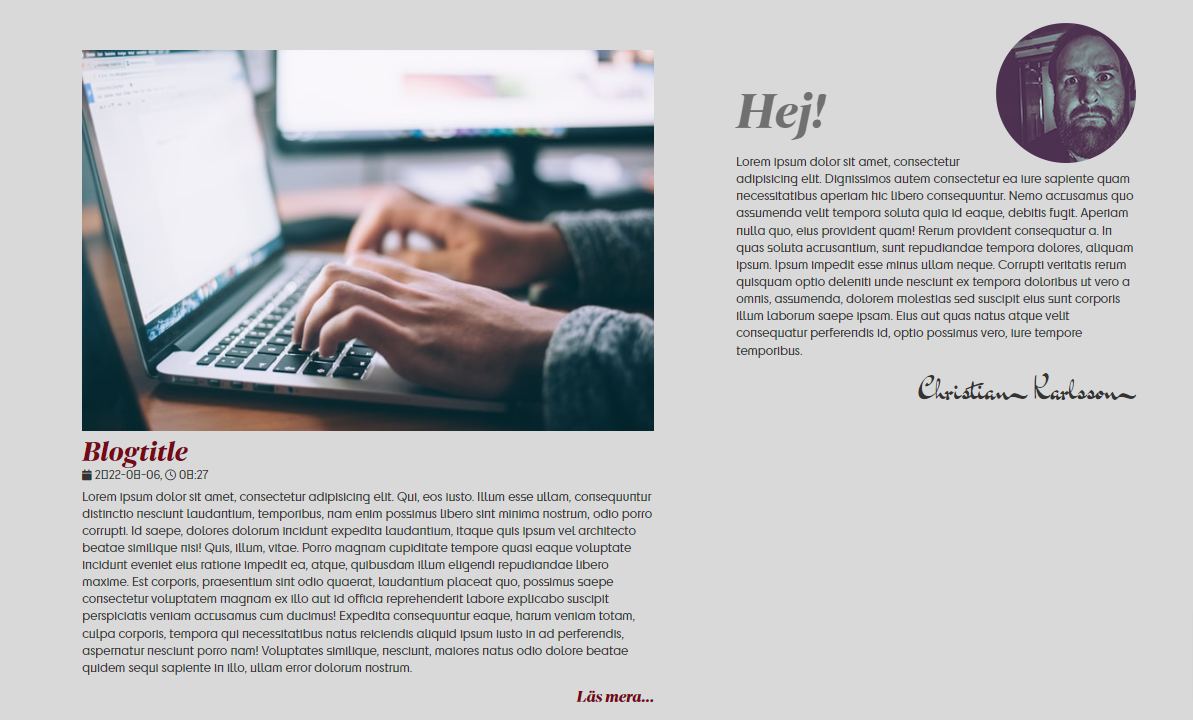 Blogtitle
2022-08-06, 08:27
Lorem ipsum dolor sit amet, consectetur adipisicing elit. Qui, eos iusto. Illum esse ullam, consequuntur
distinctio nesciunt laudantium, temporibus, nam enim possimus libero sint minima nostrum, odio porro
corrupti. Id saepe, dolores dolorum incidunt expedita laudantium, itaque quis ipsum vel architecto
beatae similique nisi! Quis, illum, vitae. Porro magnam cupiditate tempore quasi eaque voluptate
incidunt eveniet eius ratione impedit ea, atque, quibusdam illum eligendi repudiandae libero
maxime. Est corporis, praesentium sint odio quaerat, laudantium placeat quo, possimus saepe
consectetur voluptatem magnam ex illo aut id officia reprehenderit labore explicabo suscipit
perspiciatis veniam accusamus cum ducimus! Expedita consequuntur eaque, harum veniam totam,
culpa corporis, tempora qui necessitatibus natus reiciendis aliquid ipsum iusto in ad perferendis,
aspernatur nesciunt porro nam! Voluptates similique, nesciunt, maiores natus odio dolore beatae
quidem sequi sapiente in illo, ullam error dolorum nostrum.
Läs mera...
Hej!
Lorem ipsum dolor sit amet, consectetur
adipisicing elit. Dignissimos autem consectetur ea iure sapiente quam
necessitatibus aperiam hic libero consequuntur. Nemo accusamus quo
assumenda velit tempora soluta quia id eaque, debitis fugit. Aperiam
nulla quo, eius provident quam! Rerum provident consequatur a. In
quas soluta accusantium, sunt repudiandae tempora dolores, aliquam
ipsum. Ipsum impedit esse minus ullam neque. Corrupti veritatis rerum
quisquam optio deleniti unde nesciunt ex tempora doloribus ut vero a
omnis, assumenda, dolorem molestias sed suscipit eius sunt corporis
illum laborum saepe ipsam. Eius aut quas natus atque velit
consequatur perferendis id, optio possimus vero, iure tempore
temporibus.
Christian Karlsson